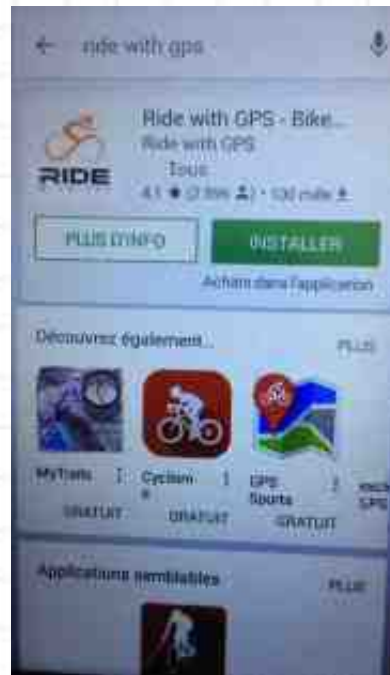 ride with gps
Ride with GPS - Bike...
Ride with GPS
RIDE
Tous
PLUS D'INFO
INSTALLER
Achats dans l'application
Découvrez également...
PLUS
MyTrails
Cyclism
e
GPS
Sports
GRATUIT
GRATUIT
GRATUIT
Applications semblables
PLUS